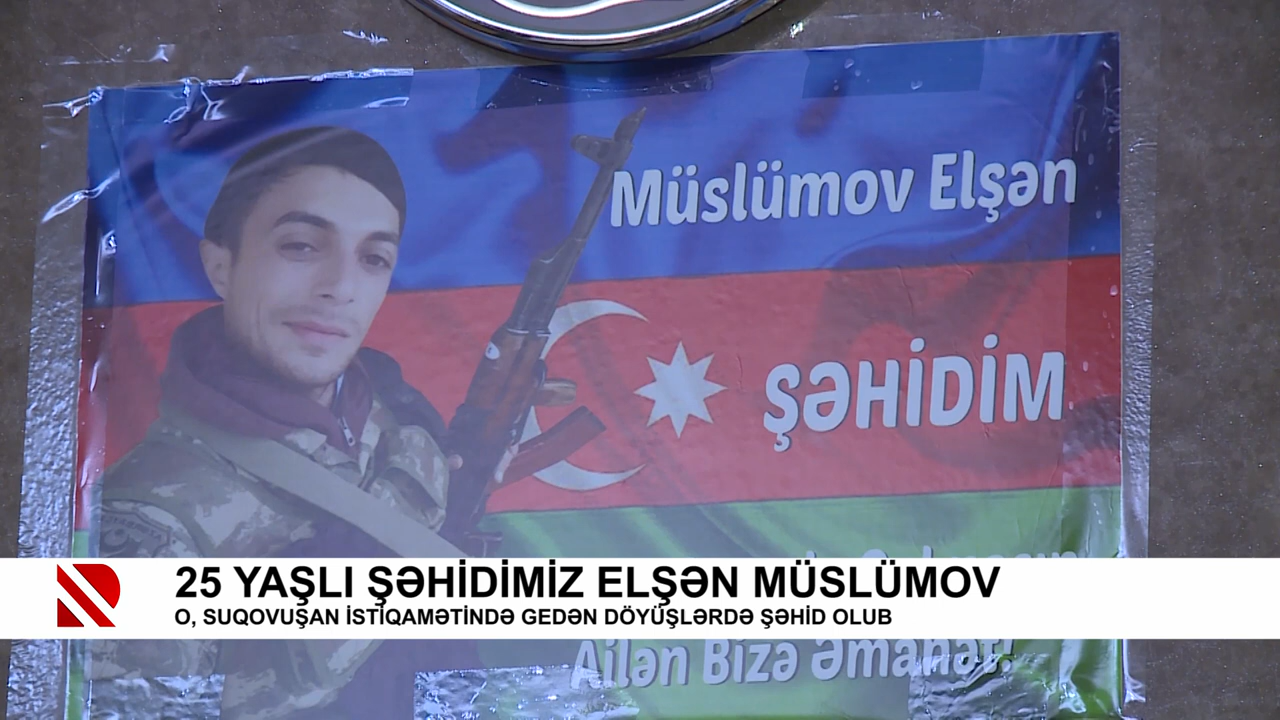 Müslümov Elşən
ŞƏHİDİM
25 YAŞLI ŞƏHİDİMİZ ELŞƏN MÜSLÜMOV
O, SUQOVUŞAN İSTİQAMƏTİNDƏ GEDƏN DÖYÜŞLƏRDƏ ŞƏHİD OLUB
Ailən Bizə Əmanət!